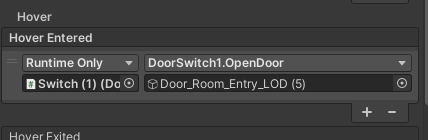 Hover
Hover Entered
Runtime Only DoorSwitch1.OpenDoor
Switch (1) (Do Door_Room_Entry_LOD (5)
+ −
Hover Exited